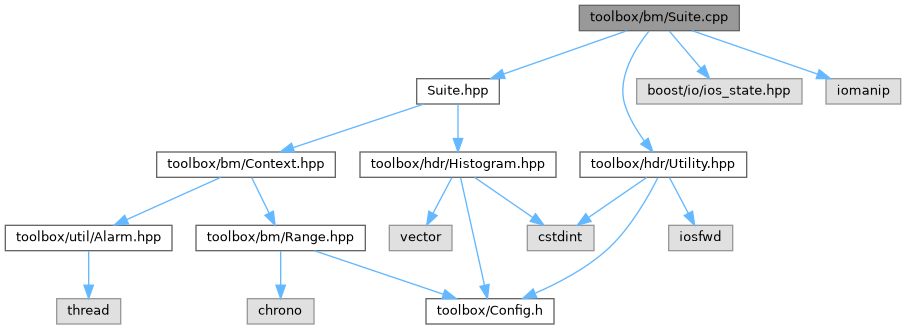 toolbox/bm/Suite.cpp
Suite.hpp
boost/io/ios_state.hpp
iomanip
toolbox/bm/Context.hpp
toolbox/hdr/Histogram.hpp
toolbox/hdr/Utility.hpp
toolbox/util/Alarm.hpp
toolbox/bm/Range.hpp
vector
cstdint
iosfwd
thread
chrono
toolbox/Config.h